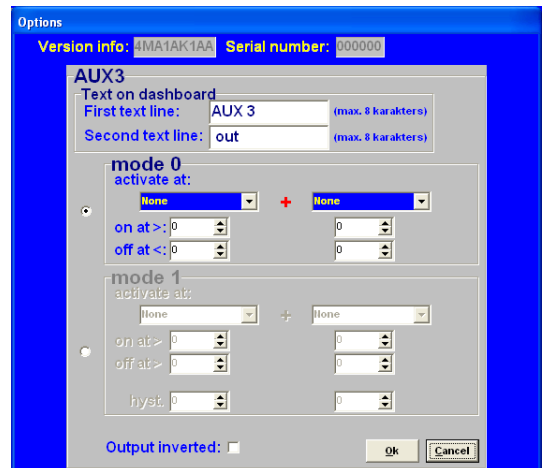 Options
Version info: 4MA1AK1AA Serial number: 000000
AUX3
Text on dashboard
First text line: AUX 3 (max. 8 karakters)
Second text line: out (max. 8 karakters)
mode 0
activate at:
None + None
on at >: 0 0
off at <: 0 0
mode 1
activate at:
None + None
on at > 0 0
off at > 0 0
hyst. 0 0
Output inverted: Ok Cancel